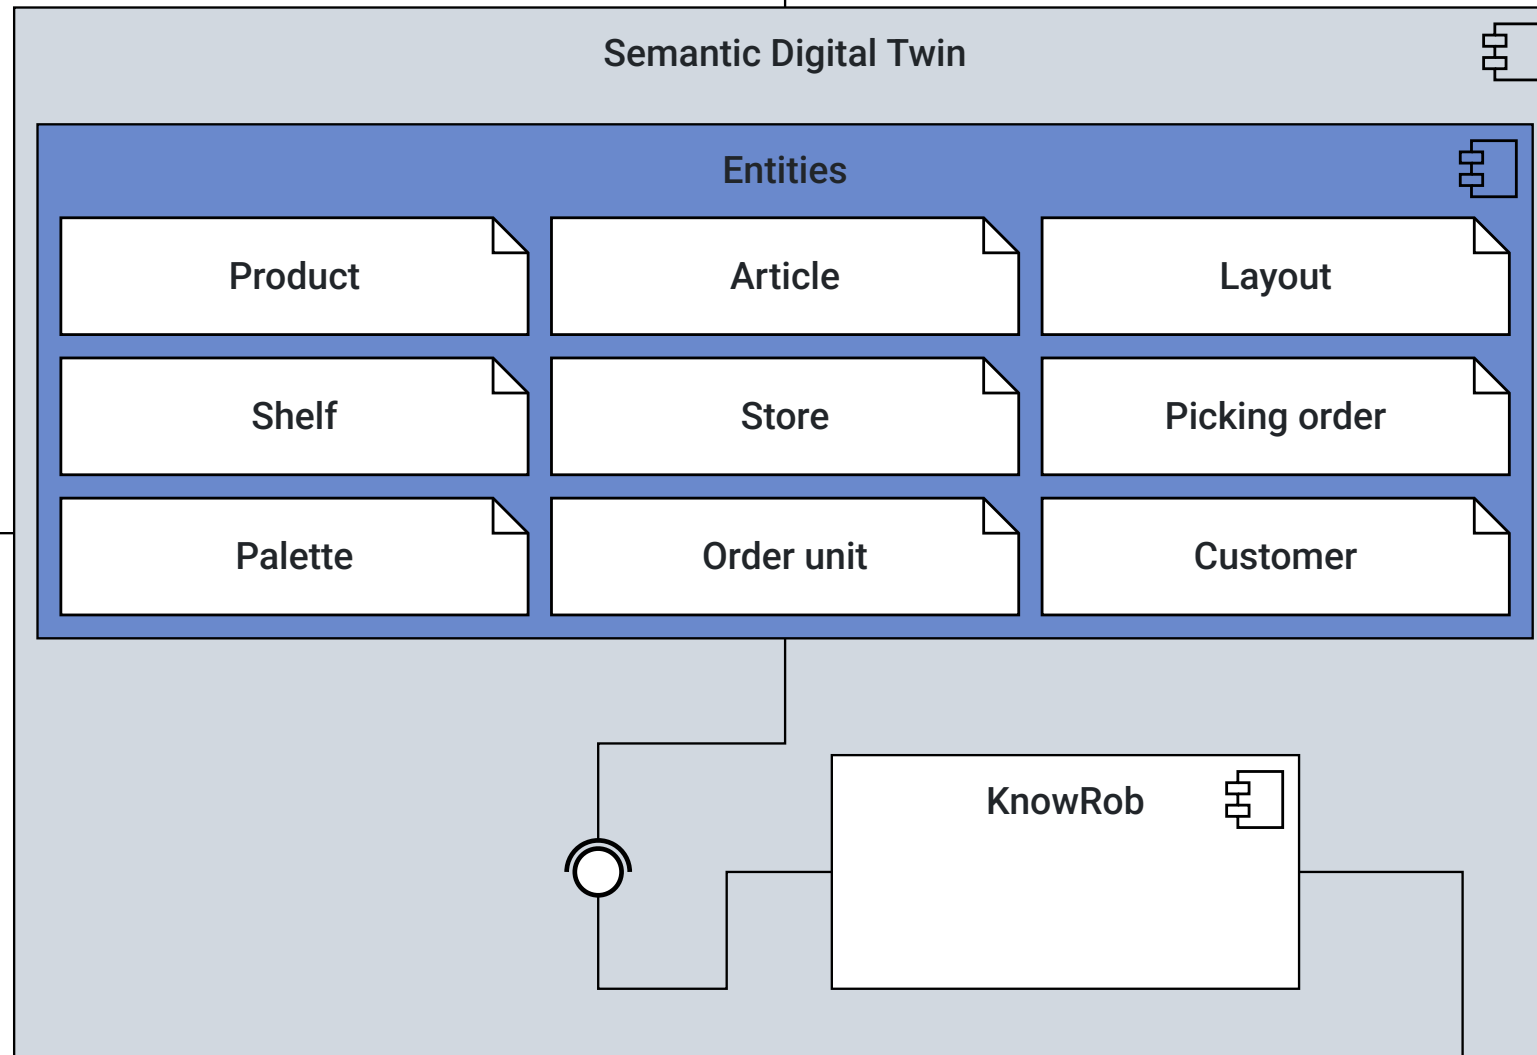 Semantic Digital Twin
Entities
Product
Article
Layout
Shelf
Store
Picking order
Palette
Order unit
Customer
KnowRob